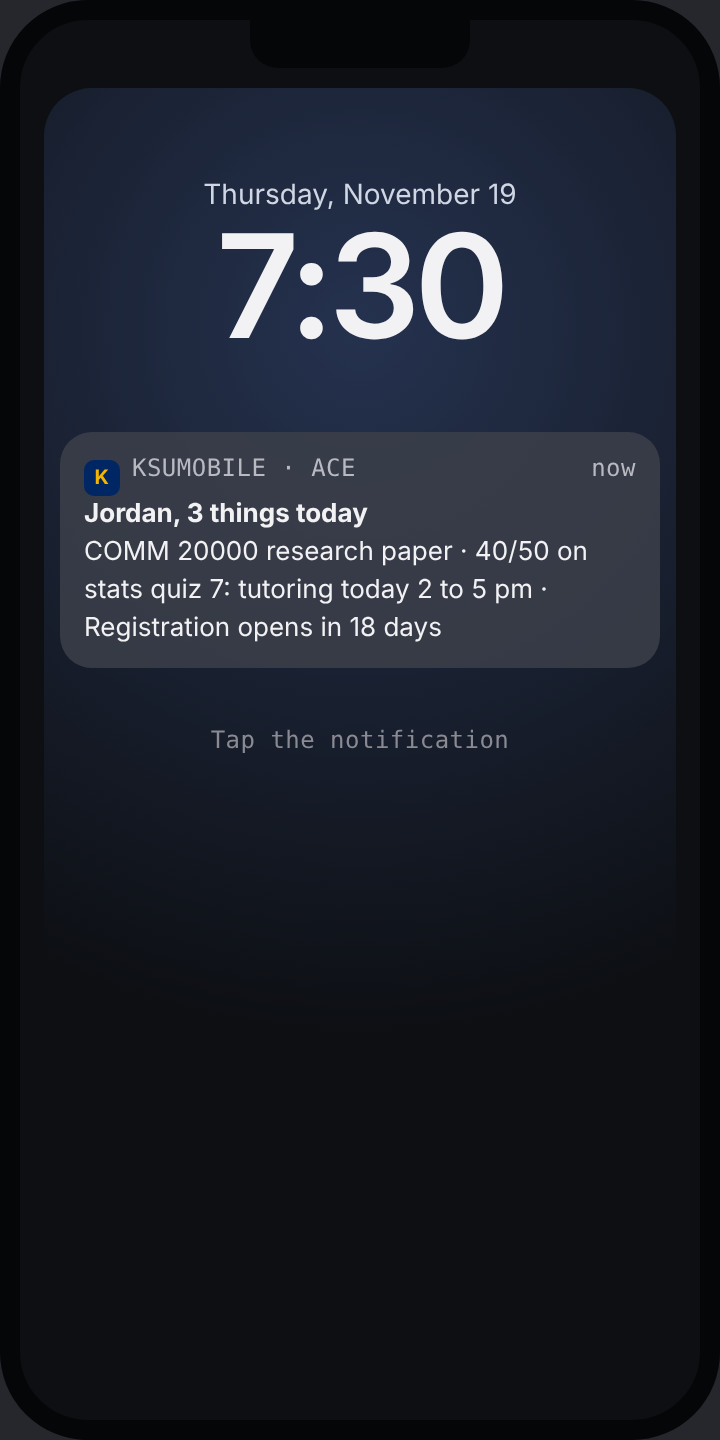 Thursday, November 19
7:30
K KSUMOBILE · ACE now
Jordan, 3 things today
COMM 20000 research paper · 40/50 on
stats quiz 7: tutoring today 2 to 5 pm ·
Registration opens in 18 days
Tap the notification